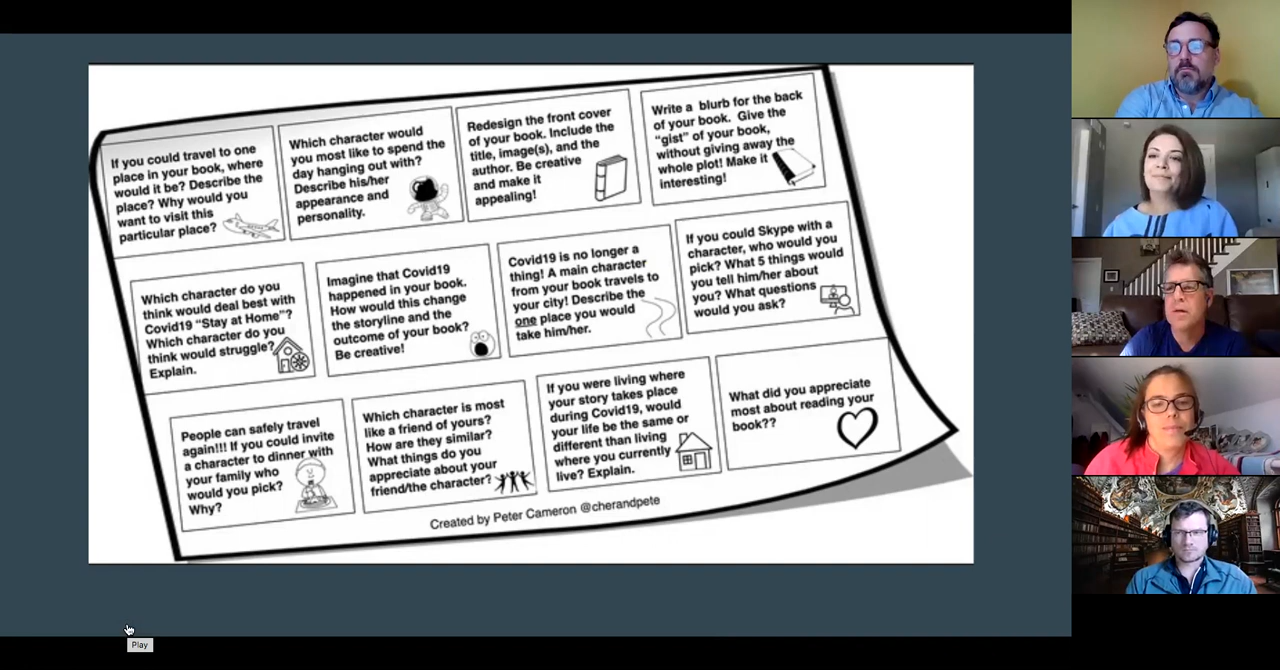 If you could travel to one
place in your book, where
would it be? Describe the
place? Why would you
want to visit this
particular place?
Which character would
you most like to spend the
day hanging out with?
Describe his/her
appearance and
personality.
Redesign the front cover
of your book. Include the
title, image(s), and the
author. Be creative
and make it
appealing!
Write a blurb for the back
of your book. Give the
“gist” of your book,
without giving away the
whole plot! Make it
interesting!
Which character do you
think would deal best with
Covid19 “Stay at Home”?
Which character do you
think would struggle?
Explain.
Imagine that Covid19
happened in your book.
How would this change
the storyline and the
outcome of your book?
Be creative!
Covid19 is no longer a
thing! A main character
from your book travels to
your city! Describe the
one place you would
take him/her.
If you could Skype with a
character, who would you
pick? What 5 things would
you tell him/her about
you? What questions
would you ask?
People can safely travel
again!!! If you could invite
a character to dinner with
your family who
would you pick?
Why?
Which character is most
like a friend of yours?
How are they similar?
What things do you
appreciate about your
friend/the character?
If you were living where
your story takes place
during Covid19, would
your life be the same or
different than living
where you currently
live? Explain.
What did you appreciate
most about reading your
book??
Created by Peter Cameron @cherandpete
Play